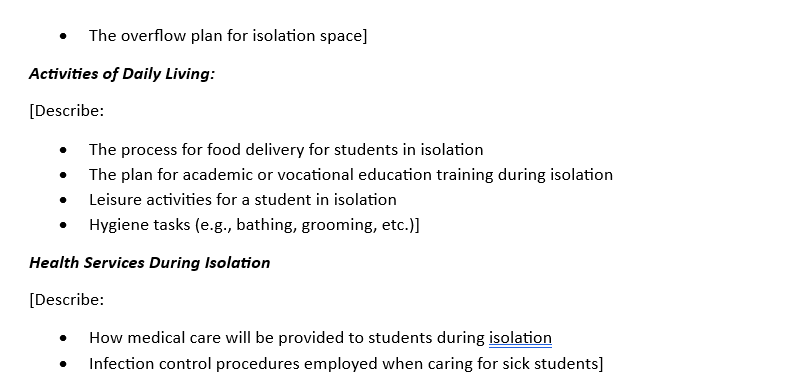 • The overflow plan for isolation space]
Activities of Daily Living:
[Describe:
• The process for food delivery for students in isolation
• The plan for academic or vocational education training during isolation
• Leisure activities for a student in isolation
• Hygiene tasks (e.g., bathing, grooming, etc.)]
Health Services During Isolation
[Describe:
• How medical care will be provided to students during isolation
• Infection control procedures employed when caring for sick students]